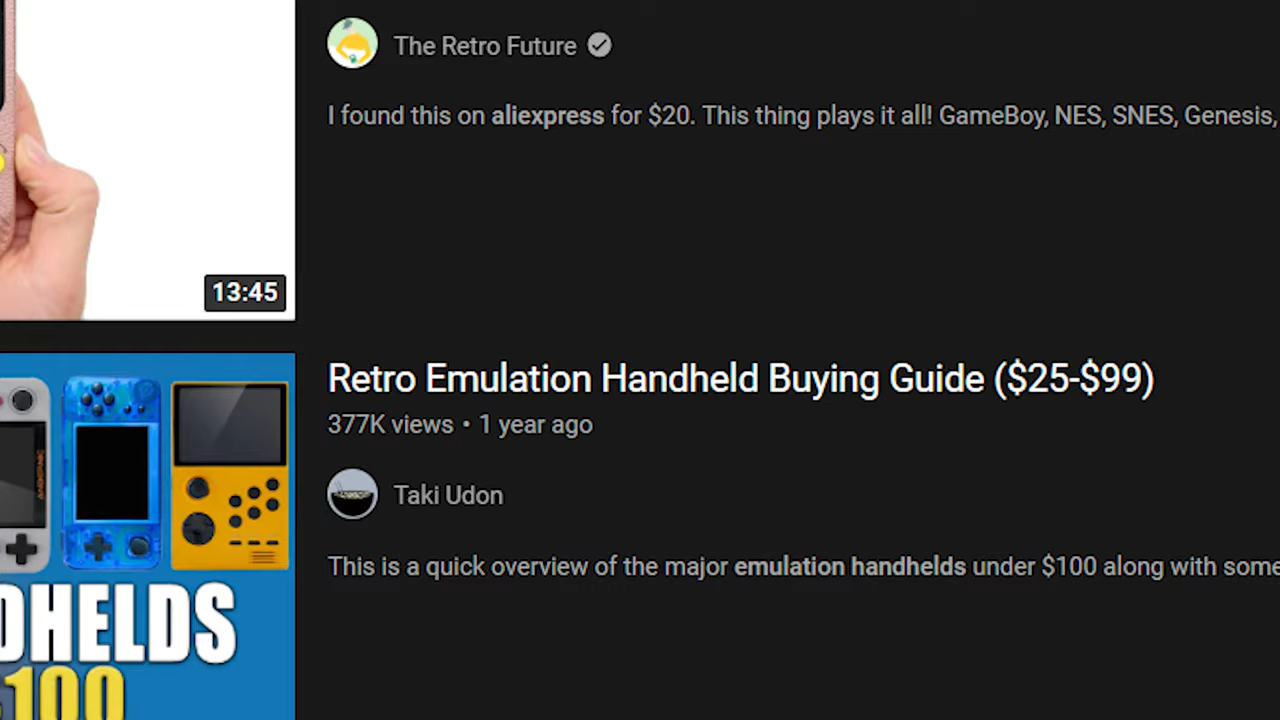 The Retro Future
I found this on aliexpress for $20. This thing plays it all! GameBoy, NES, SNES, Genesis,
13:45
Retro Emulation Handheld Buying Guide ($25-$99)
377K views • 1 year ago
Taki Udon
This is a quick overview of the major emulation handhelds under $100 along with some
DHELDS
100